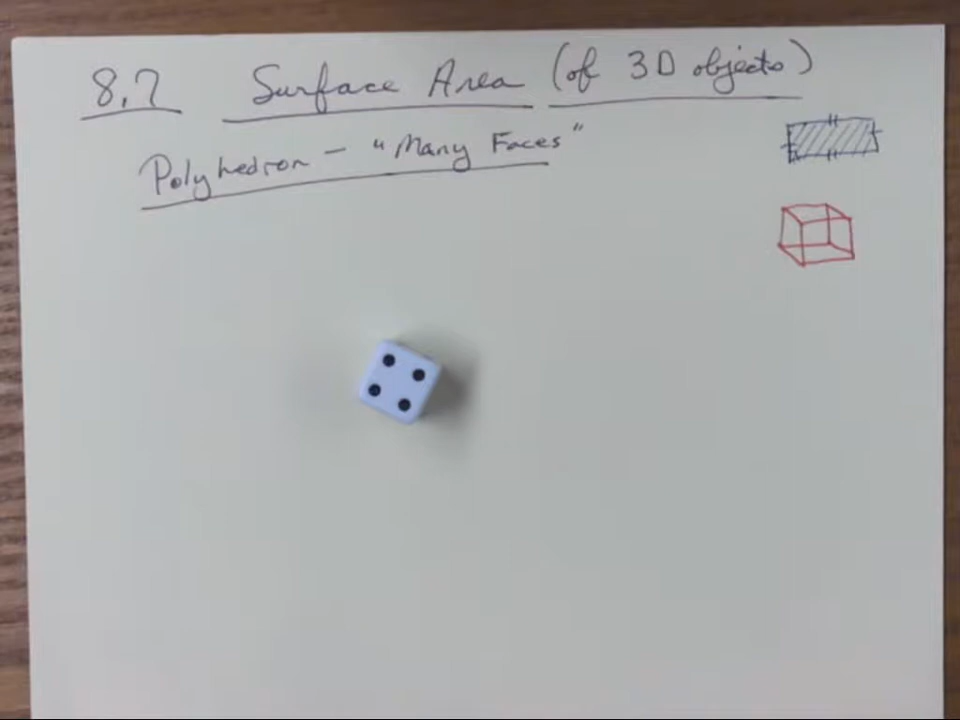 8.7 Surface Area (of 3D objects)
Polyhedron - "Many Faces"